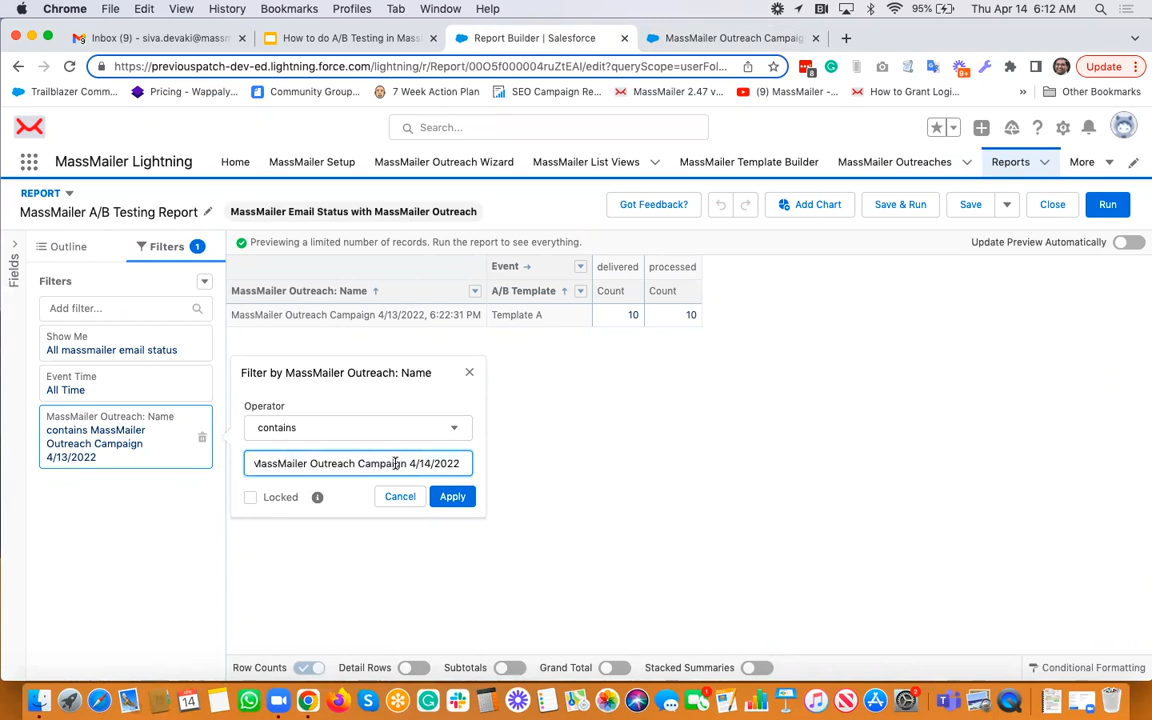 Chrome File Edit View History Bookmarks Profiles Tab Window Help 95% Thu Apr 14 6:12 AM
Inbox (9) - siva.devaki@massm
How to do A/B Testing in Mass
Report Builder | Salesforce
MassMailer Outreach Campaig
https://previouspatch-dev-ed.lightning.force.com/lightning/r/Report/00O5f000004ruZtEAI/edit?queryScope=userFol...
8
9+
Update
Trailblazer Comm...
Pricing - Wappaly...
Community Group...
7 Week Action Plan
SEO Campaign Re...
MassMailer 2.47 v...
(9) MassMailer -...
How to Grant Logi...
»
Other Bookmarks
Search...
MassMailer Lightning
Home
MassMailer Setup
MassMailer Outreach Wizard
MassMailer List Views
MassMailer Template Builder
MassMailer Outreaches
Reports
More
REPORT
MassMailer A/B Testing Report
MassMailer Email Status with MassMailer Outreach
Got Feedback?
Add Chart
Save & Run
Save
Close
Run
Fields
Outline
Filters 1
Previewing a limited number of records. Run the report to see everything.
Update Preview Automatically
Filters
Add filter...
Show Me
All massmailer email status
Event Time
All Time
MassMailer Outreach: Name
contains MassMailer
Outreach Campaign
4/13/2022
Event → delivered processed
MassMailer Outreach: Name ↑ A/B Template ↑ Count Count
MassMailer Outreach Campaign 4/13/2022, 6:22:31 PM Template A 10 10
Filter by MassMailer Outreach: Name
Operator
contains
MassMailer Outreach Campaign 4/14/2022
Locked
Cancel
Apply
Row Counts
Detail Rows
Subtotals
Grand Total
Stacked Summaries
Conditional Formatting
14
1
3